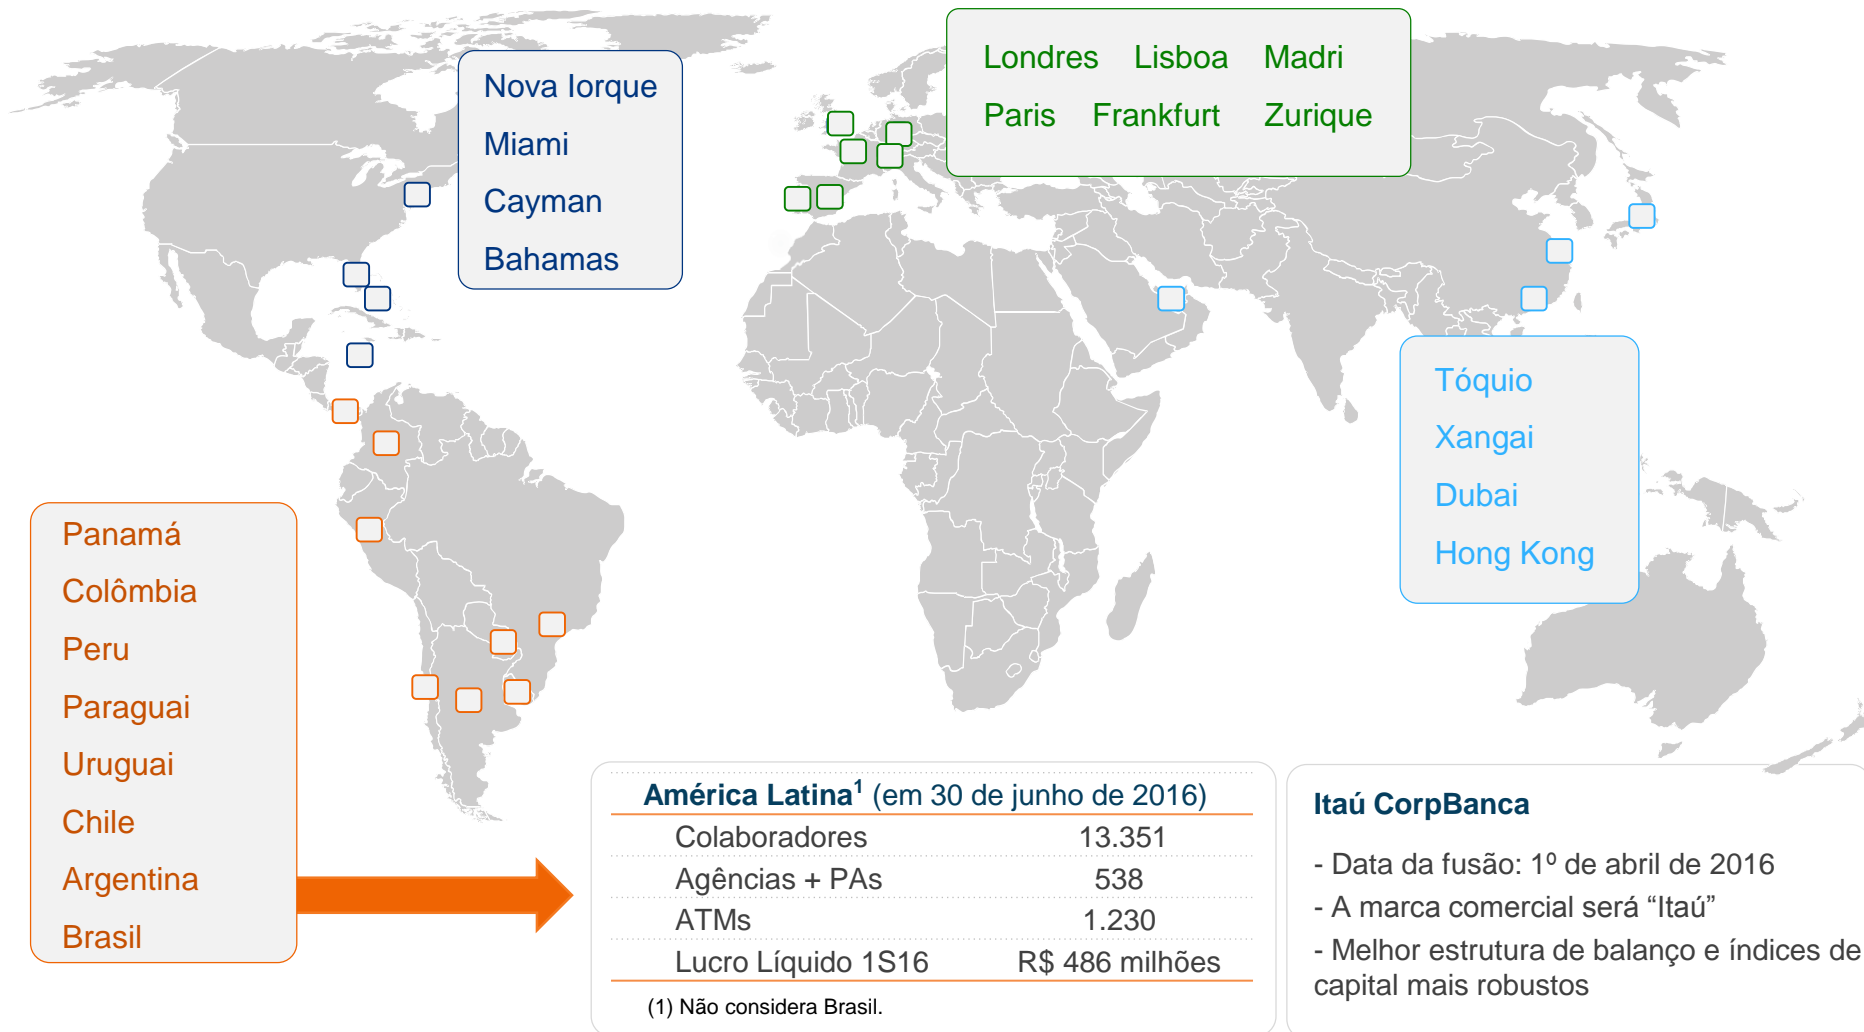 Nova Iorque
Miami
Cayman
Bahamas
Londres Lisboa Madri
Paris Frankfurt Zurique
Tóquio
Xangai
Dubai
Hong Kong
Panamá
Colômbia
Peru
Paraguai
Uruguai
Chile
Argentina
Brasil
América Latina¹ (em 30 de junho de 2016)
Colaboradores 13.351
Agências + PAs 538
ATMs 1.230
Lucro Líquido 1S16 R$ 486 milhões
(1) Não considera Brasil.
Itaú CorpBanca
- Data da fusão: 1º de abril de 2016
- A marca comercial será “Itaú”
- Melhor estrutura de balanço e índices de
capital mais robustos